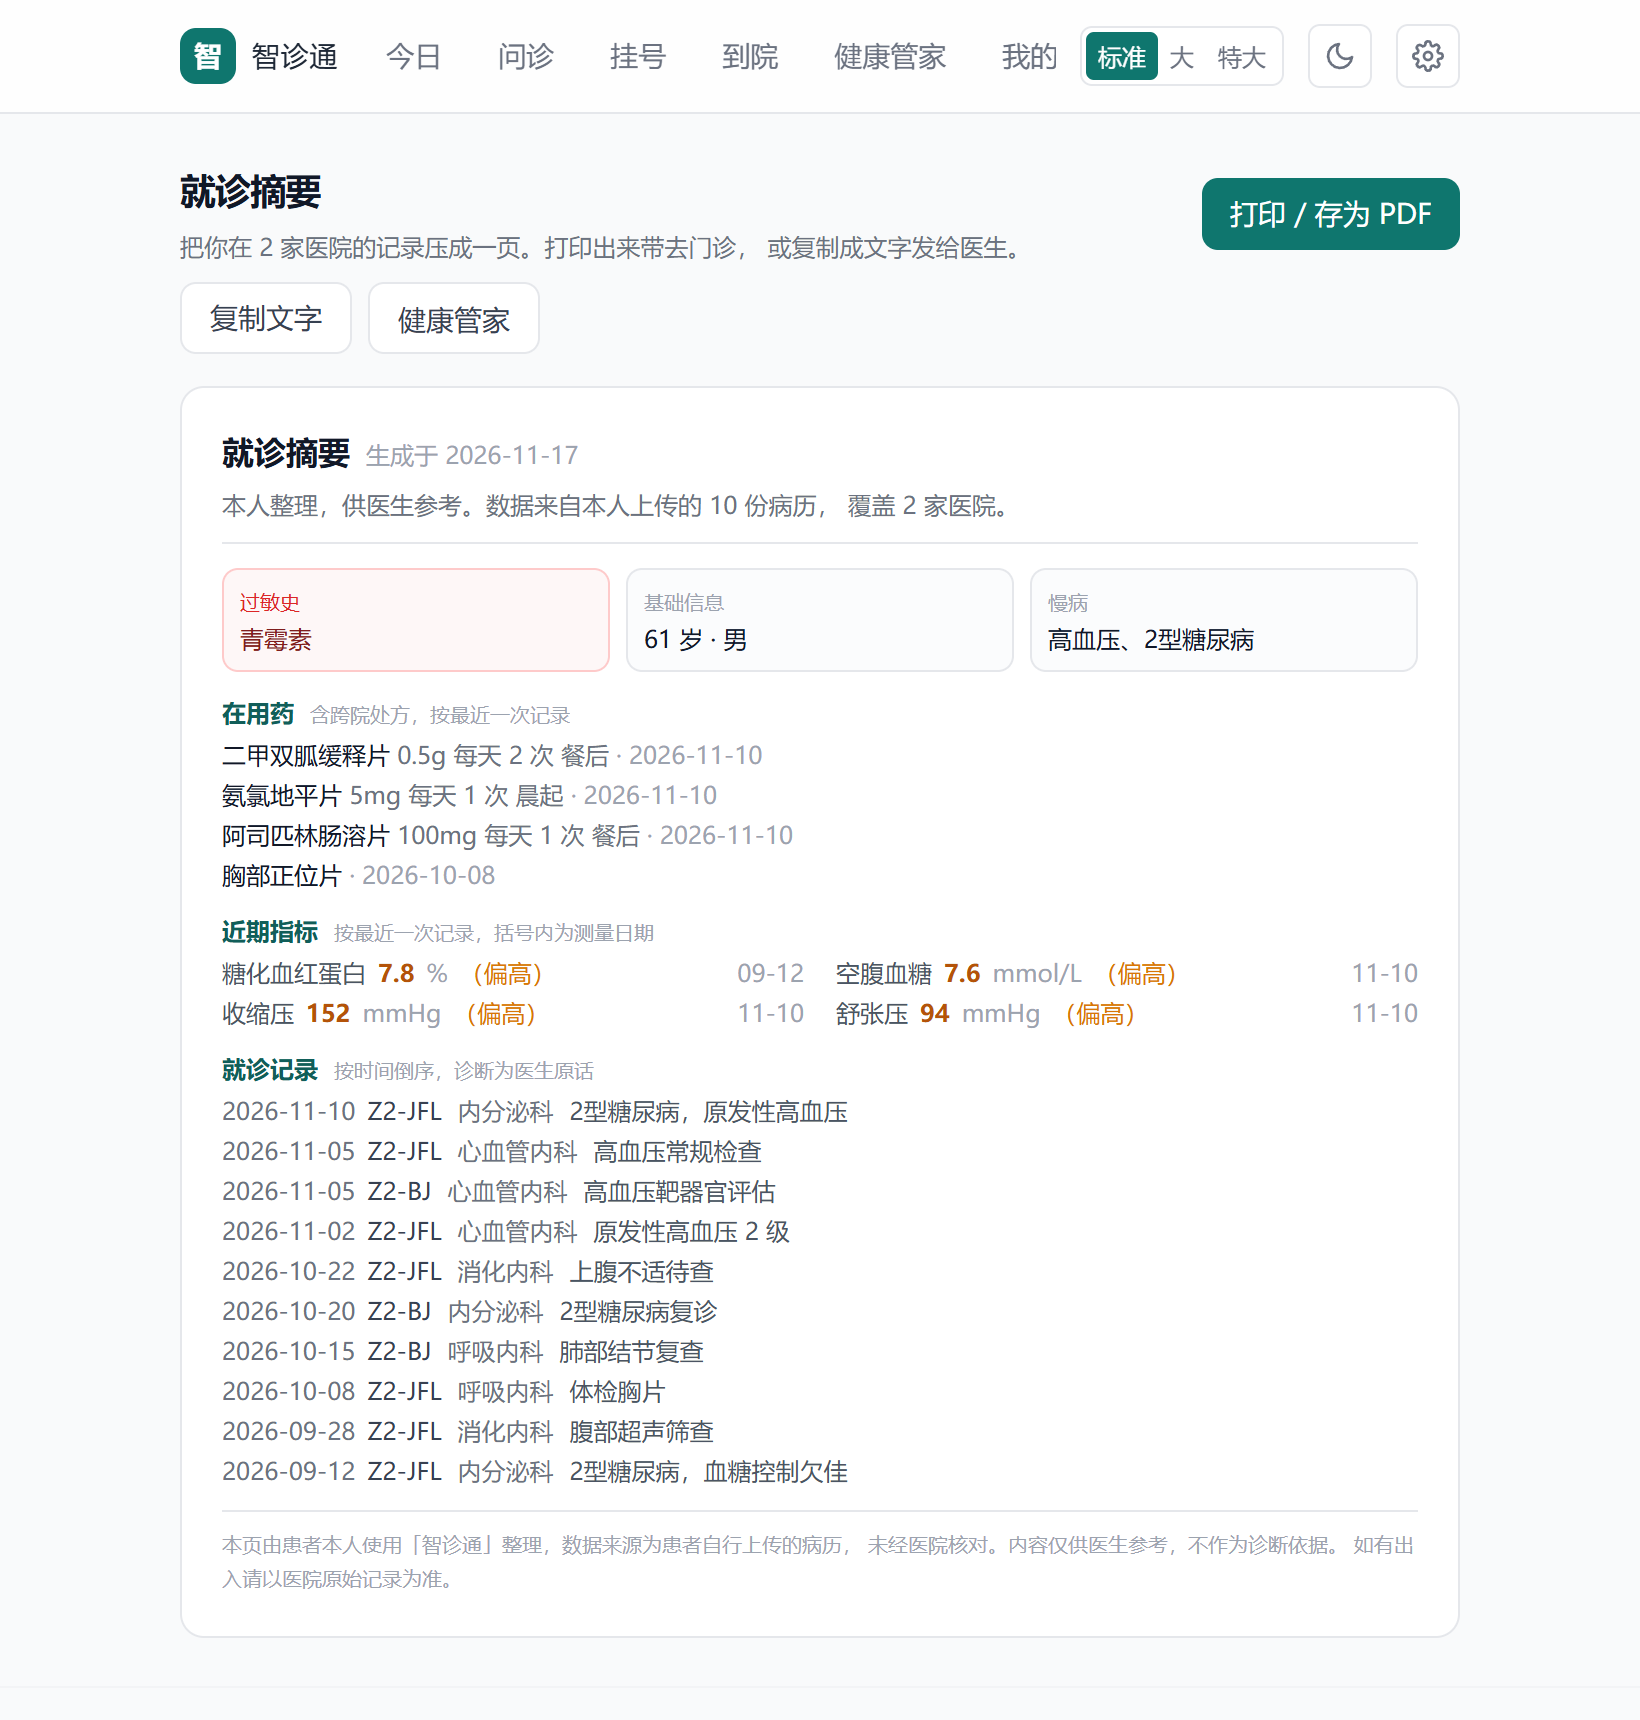 智 智诊通 今日 问诊 挂号 到院 健康管家 我的 标准 大 特大
就诊摘要
打印 / 存为 PDF
把你在 2 家医院的记录压成一页。打印出来带去门诊， 或复制成文字发给医生。
复制文字 健康管家
就诊摘要 生成于 2026-11-17
本人整理，供医生参考。数据来自本人上传的 10 份病历， 覆盖 2 家医院。
过敏史 基础信息 慢病
青霉素 61 岁 · 男 高血压、2型糖尿病
在用药 含跨院处方，按最近一次记录
二甲双胍缓释片 0.5g 每天 2 次 餐后 · 2026-11-10
氨氯地平片 5mg 每天 1 次 晨起 · 2026-11-10
阿司匹林肠溶片 100mg 每天 1 次 餐后 · 2026-11-10
胸部正位片 · 2026-10-08
近期指标 按最近一次记录，括号内为测量日期
糖化血红蛋白 7.8 % （偏高） 09-12 空腹血糖 7.6 mmol/L （偏高） 11-10
收缩压 152 mmHg （偏高） 11-10 舒张压 94 mmHg （偏高） 11-10
就诊记录 按时间倒序，诊断为医生原话
2026-11-10 Z2-JFL 内分泌科 2型糖尿病，原发性高血压
2026-11-05 Z2-JFL 心血管内科 高血压常规检查
2026-11-05 Z2-BJ 心血管内科 高血压靶器官评估
2026-11-02 Z2-JFL 心血管内科 原发性高血压 2 级
2026-10-22 Z2-JFL 消化内科 上腹不适待查
2026-10-20 Z2-BJ 内分泌科 2型糖尿病复诊
2026-10-15 Z2-BJ 呼吸内科 肺部结节复查
2026-10-08 Z2-JFL 呼吸内科 体检胸片
2026-09-28 Z2-JFL 消化内科 腹部超声筛查
2026-09-12 Z2-JFL 内分泌科 2型糖尿病，血糖控制欠佳
本页由患者本人使用「智诊通」整理，数据来源为患者自行上传的病历， 未经医院核对。内容仅供医生参考，不作为诊断依据。 如有出
入请以医院原始记录为准。